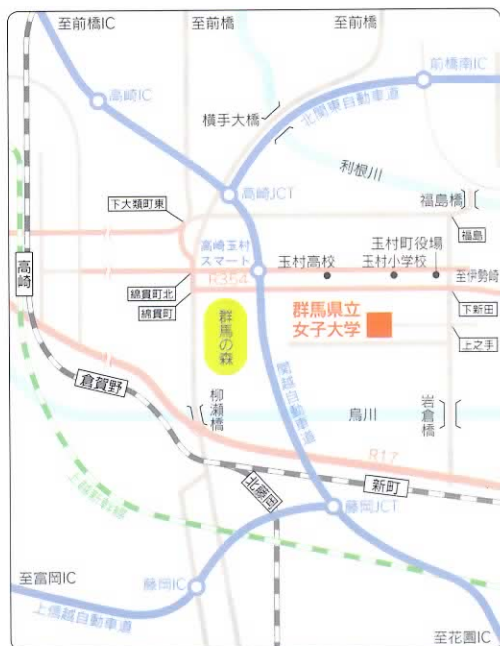 至前橋IC
至前橋
至前橋
高崎IC
前橋南IC
横手大橋
北関東自動車道
利根川
高崎JCT
福島橋
下大類町東
福島
高崎玉村
スマート
玉村町役場
玉村高校
玉村小学校
至伊勢崎
R354
高崎
綿貫町北
綿貫町
下新田
群馬の森
群馬県立
女子大学
上之手
倉賀野
柳瀬橋
関越自動車道
烏川
岩倉橋
R17
上越新幹線
北藤岡
新町
藤岡JCT
至富岡IC
藤岡IC
上信越自動車道
至花園IC